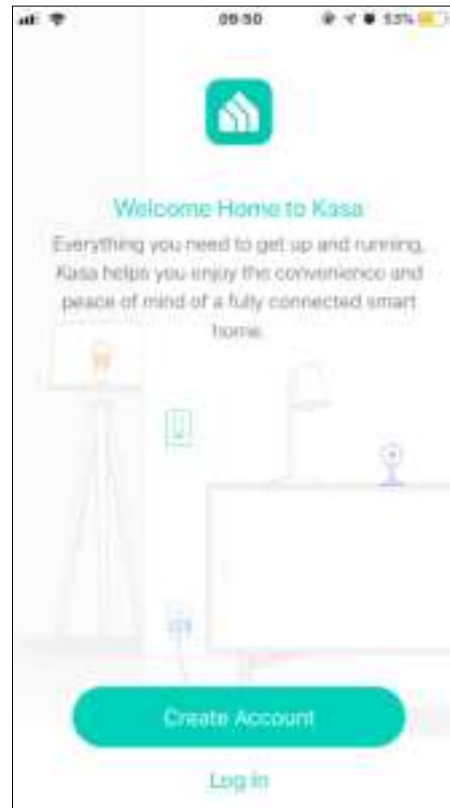 09:50 53%
Welcome Home to Kasa
Everything you need to get up and running,
Kasa helps you enjoy the convenience and
peace of mind of a fully connected smart
home.
Create Account
Log in